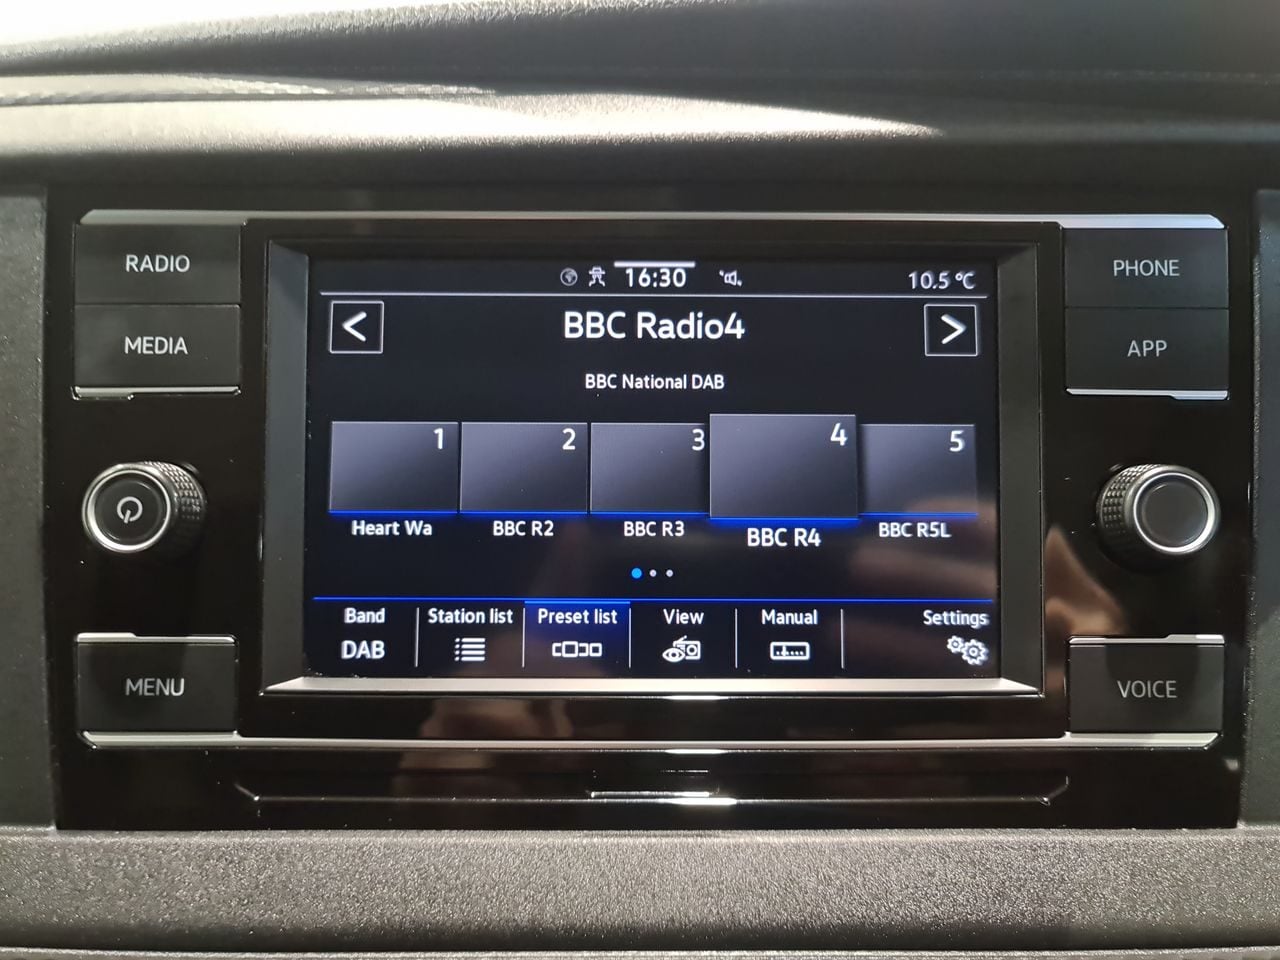 RADIO
MEDIA
MENU
PHONE
APP
VOICE
16:30
10.5 °C
<
BBC Radio4
>
BBC National DAB
1 2 3 4 5
Heart Wa BBC R2 BBC R3 BBC R4 BBC R5L
Band Station list Preset list View Manual Settings
DAB